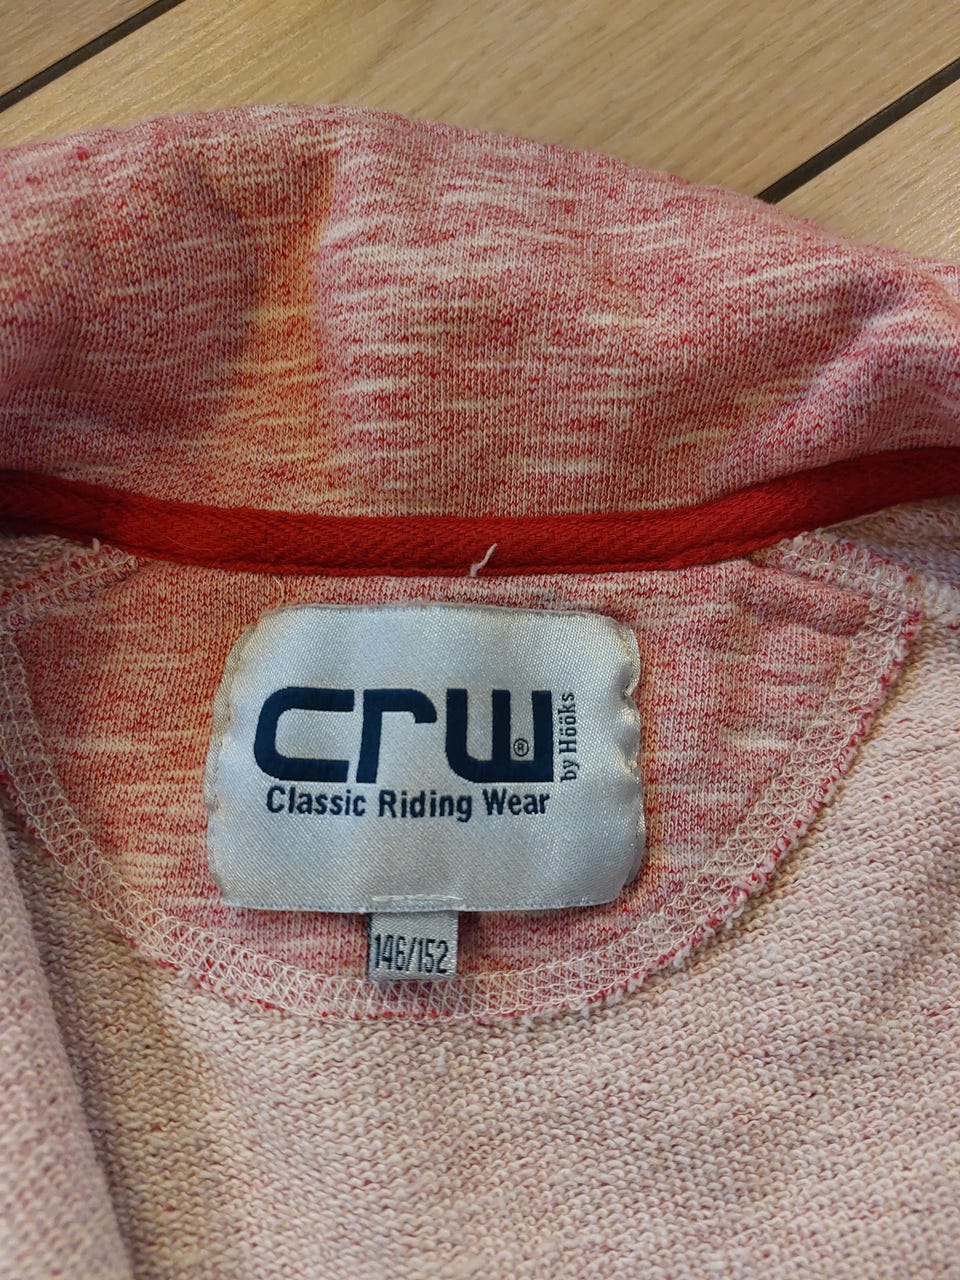 crw® by Hööks
Classic Riding Wear
146/152